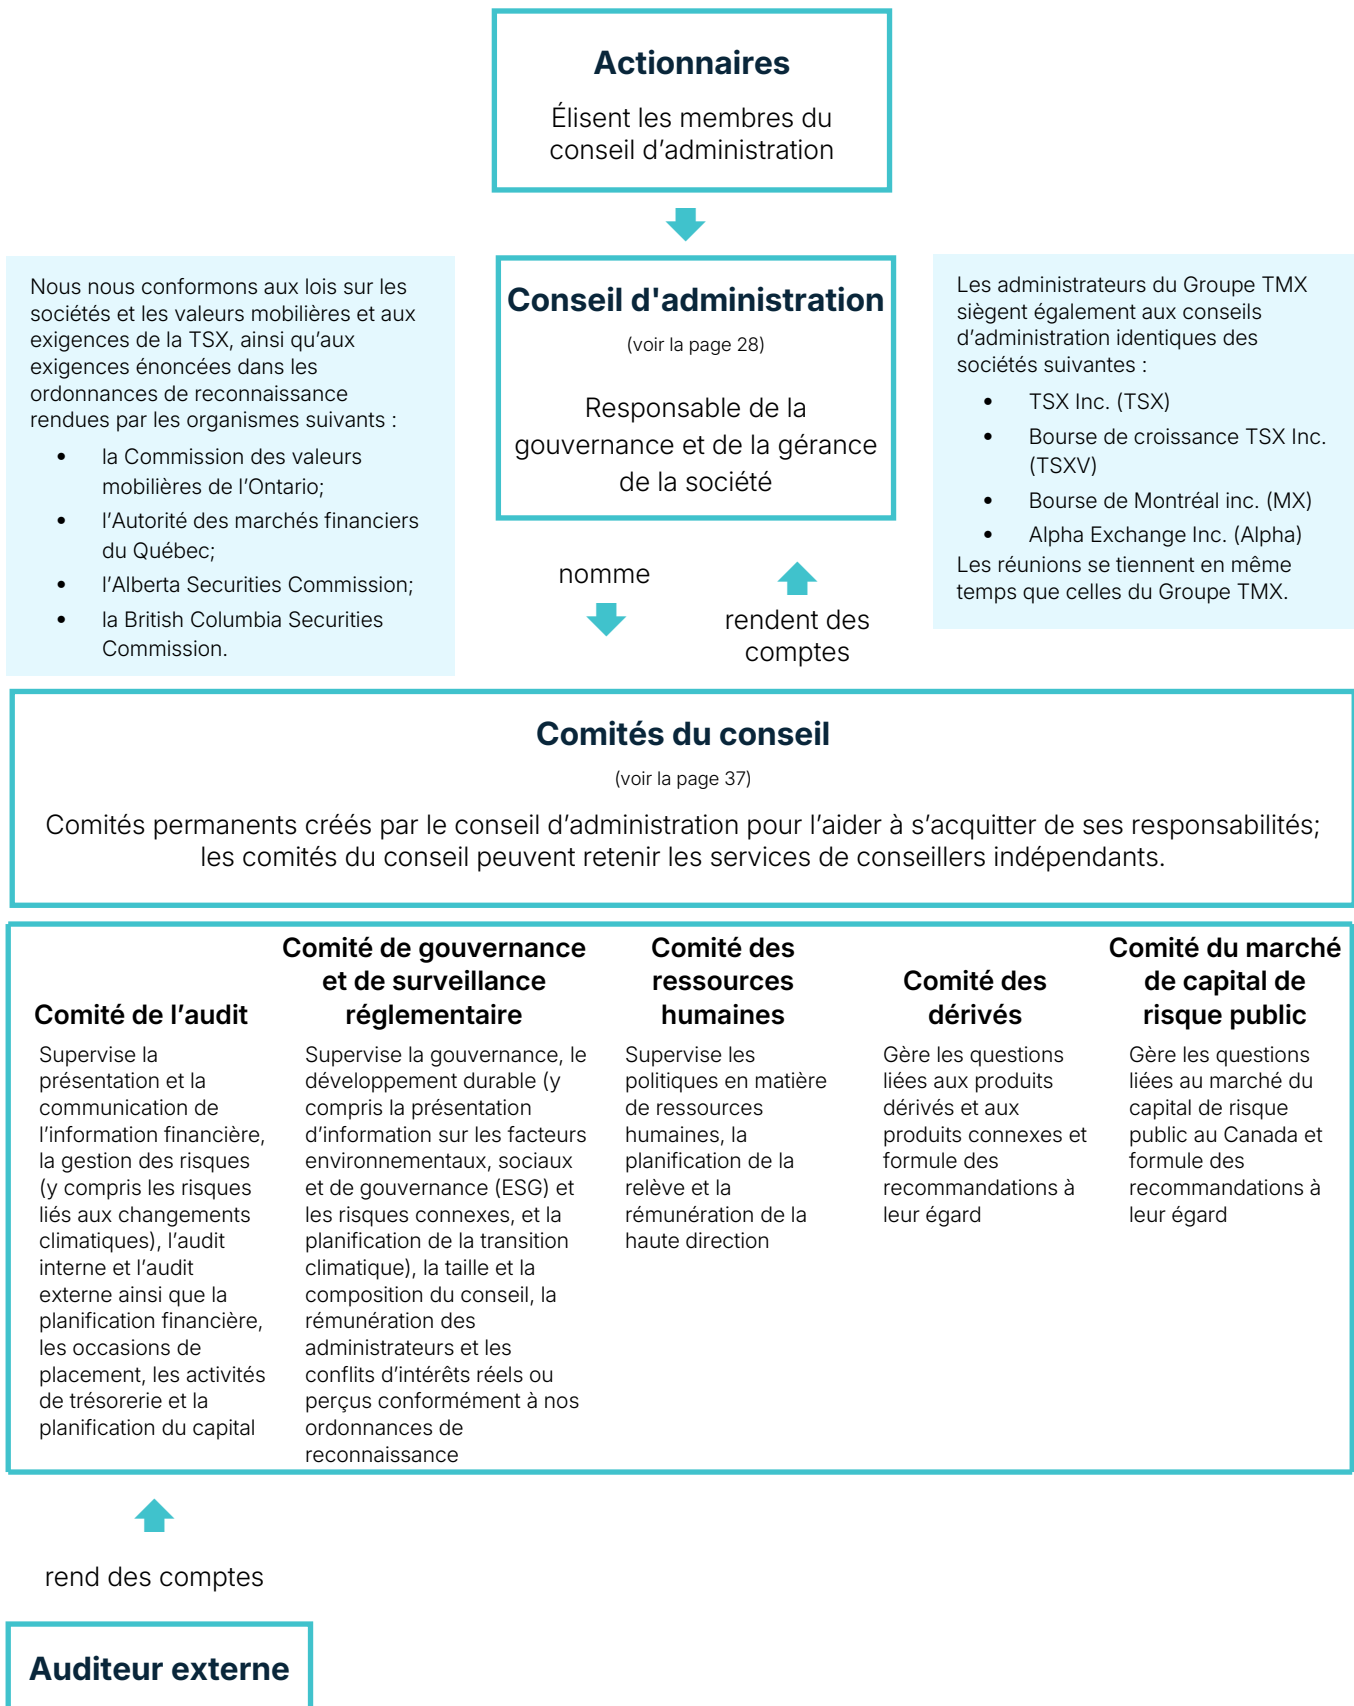 Actionnaires
Élisent les membres du
conseil d’administration
Nous nous conformons aux lois sur les
sociétés et les valeurs mobilières et aux
exigences de la TSX, ainsi qu’aux
exigences énoncées dans les
ordonnances de reconnaissance
rendues par les organismes suivants :
• la Commission des valeurs
mobilières de l’Ontario;
• l’Autorité des marchés financiers
du Québec;
• l’Alberta Securities Commission;
• la British Columbia Securities
Commission.
Conseil d'administration
(voir la page 28)
Responsable de la
gouvernance et de la gérance
de la société
Les administrateurs du Groupe TMX
siègent également aux conseils
d’administration identiques des
sociétés suivantes :
• TSX Inc. (TSX)
• Bourse de croissance TSX Inc.
(TSXV)
• Bourse de Montréal inc. (MX)
• Alpha Exchange Inc. (Alpha)
Les réunions se tiennent en même
temps que celles du Groupe TMX.
nomme
rendent des
comptes
Comités du conseil
(voir la page 37)
Comités permanents créés par le conseil d’administration pour l’aider à s’acquitter de ses responsabilités;
les comités du conseil peuvent retenir les services de conseillers indépendants.
Comité de l’audit
Supervise la
présentation et la
communication de
l’information financière,
la gestion des risques
(y compris les risques
liés aux changements
climatiques), l’audit
interne et l’audit
externe ainsi que la
planification financière,
les occasions de
placement, les activités
de trésorerie et la
planification du capital
Comité de gouvernance
et de surveillance
réglementaire
Supervise la gouvernance, le
développement durable (y
compris la présentation
d’information sur les facteurs
environnementaux, sociaux
et de gouvernance (ESG) et
les risques connexes, et la
planification de la transition
climatique), la taille et la
composition du conseil, la
rémunération des
administrateurs et les
conflits d’intérêts réels ou
perçus conformément à nos
ordonnances de
reconnaissance
Comité des
ressources
humaines
Supervise les
politiques en matière
de ressources
humaines, la
planification de la
relève et la
rémunération de la
haute direction
Comité des
dérivés
Gère les questions
liées aux produits
dérivés et aux
produits connexes et
formule des
recommandations à
leur égard
Comité du marché
de capital de
risque public
Gère les questions
liées au marché du
capital de risque
public au Canada et
formule des
recommandations à
leur égard
rend des comptes
Auditeur externe